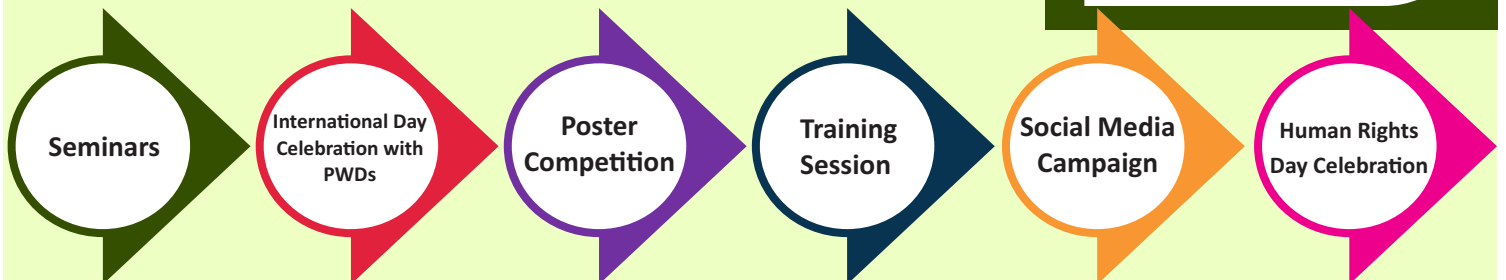 Seminars
International Day
Celebration with
PWDs
Poster
Competition
Training
Session
Social Media
Campaign
Human Rights
Day Celebration